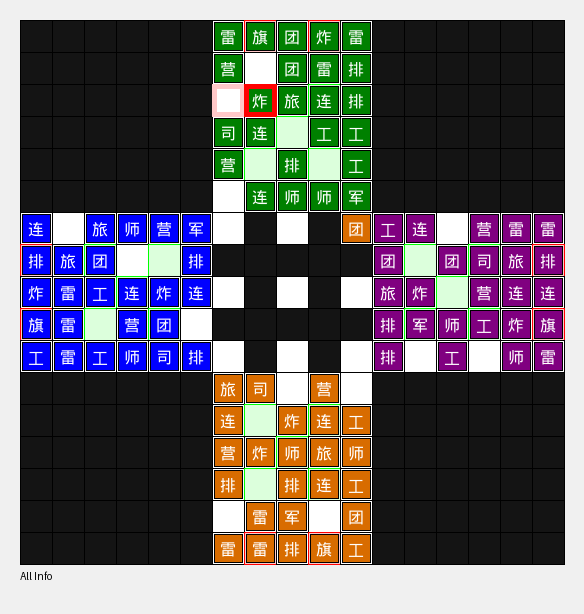 雷 旗 团 炸 雷
营 团 雷 排
炸 旅 连 排
司 连 工 工
营 排 工
连 师 师 军
连 旅 师 营 军 团 工 连 营 雷 雷
排 旅 团 排 团 团 司 旅 排
炸 雷 工 连 炸 连 旅 炸 营 连 连
旗 雷 营 团 排 军 师 工 炸 旗
工 雷 工 师 司 排 排 工 师 雷
旅 司 营
连 炸 连 工
营 炸 师 旅 师
排 排 连 工
雷 军 团
雷 雷 排 旗 工
All Info